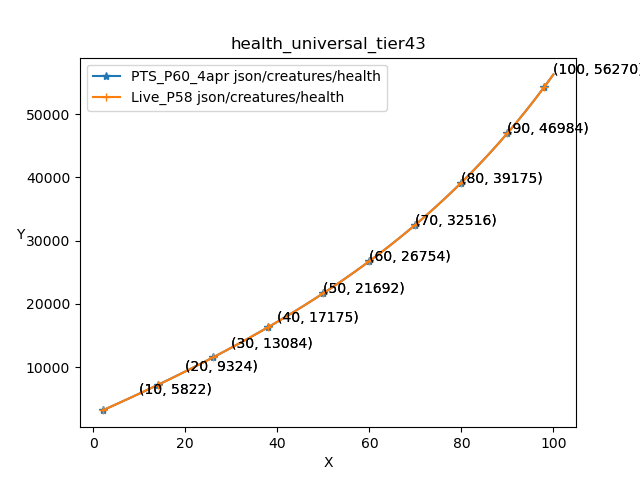 health_universal_tier43
PTS_P60_4apr json/creatures/health
Live_P58 json/creatures/health
(100, 56270)
50000
(90, 46984)
40000
(80, 39175)
(70, 32516)
30000
Y
(60, 26754)
(50, 21692)
20000
(40, 17175)
(30, 13084)
10000
(20, 9324)
(10, 5822)
0 20 40 60 80 100
X